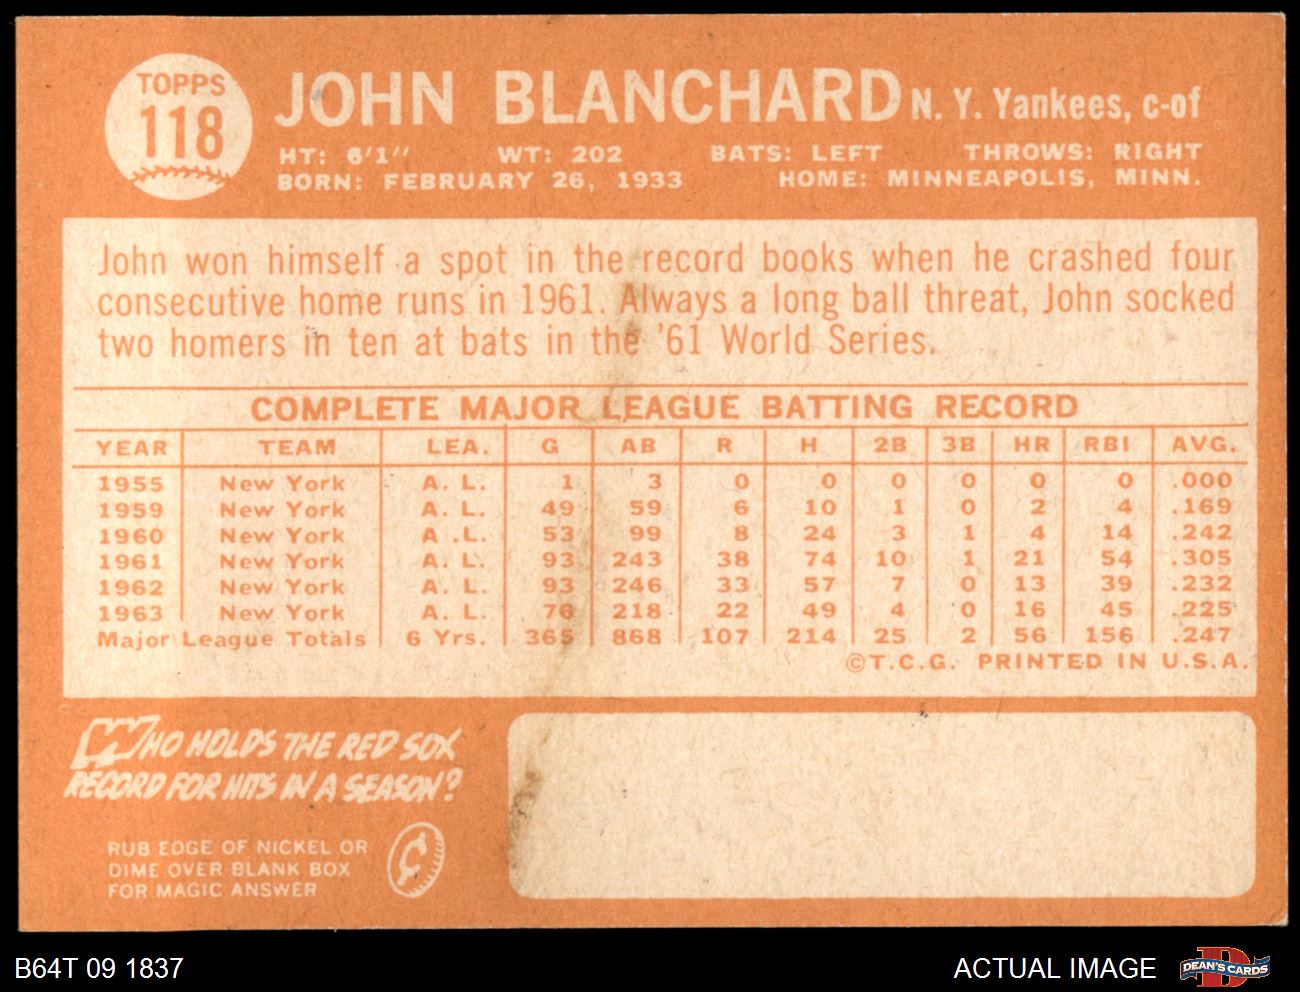 TOPPS
118
JOHN BLANCHARD N. Y. Yankees, c-of
HT: 6'1" WT: 202 BATS: LEFT THROWS: RIGHT
BORN: FEBRUARY 26, 1933 HOME: MINNEAPOLIS, MINN.
John won himself a spot in the record books when he crashed four
consecutive home runs in 1961. Always a long ball threat, John socked
two homers in ten at bats in the '61 World Series.
COMPLETE MAJOR LEAGUE BATTING RECORD
YEAR TEAM LEA. G AB R H 2B 3B HR RBI AVG.
1955 New York A. L. 1 3 0 0 0 0 0 0 .000
1959 New York A. L. 49 59 6 10 1 0 2 4 .169
1960 New York A .L. 53 99 8 24 3 1 4 14 .242
1961 New York A. L. 93 243 38 74 10 1 21 54 .305
1962 New York A. L. 93 246 33 57 7 0 13 39 .232
1963 New York A. L. 76 218 22 49 4 0 16 45 .225
Major League Totals 6 Yrs. 365 868 107 214 25 2 56 156 .247
©T.C.G. PRINTED IN U.S.A.
WHO HOLDS THE RED SOX
RECORD FOR HITS IN A SEASON?
RUB EDGE OF NICKEL OR
DIME OVER BLANK BOX
FOR MAGIC ANSWER
¢
B64T 09 1837
ACTUAL IMAGE
DEAN'S CARDS